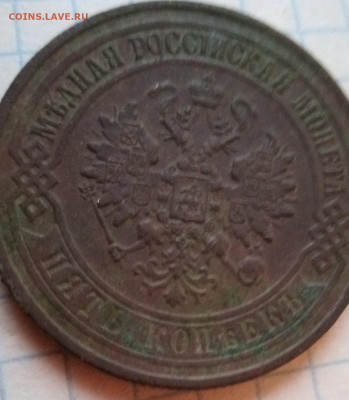 COINS.LAVE.RU
МѢДНАЯ РОССІЙСКАЯ МОНЕТА
ПЯТЬ КОПѢЕКЪ